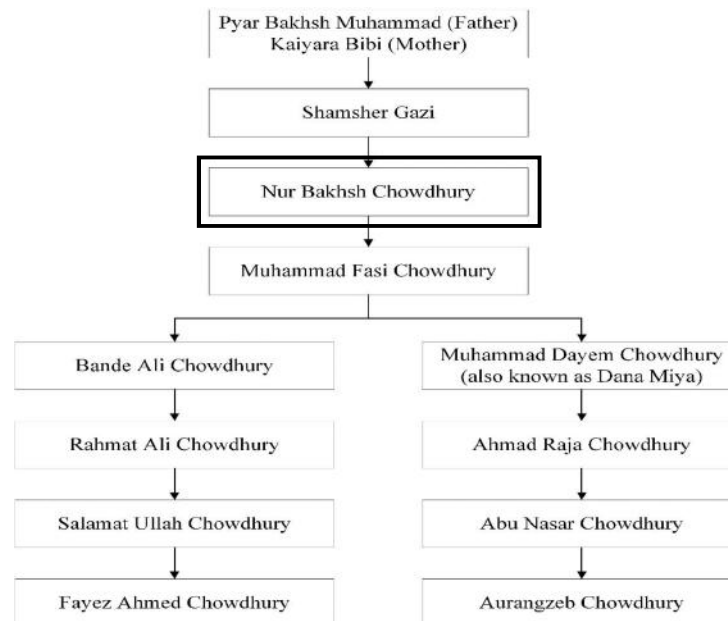 Pyar Bakhsh Muhammad (Father)
Kaiyara Bibi (Mother)
Shamsher Gazi
Nur Bakhsh Chowdhury
Muhammad Fasi Chowdhury
Bande Ali Chowdhury
Muhammad Dayem Chowdhury
(also known as Dana Miya)
Rahmat Ali Chowdhury
Ahmad Raja Chowdhury
Salamat Ullah Chowdhury
Abu Nasar Chowdhury
Fayez Ahmed Chowdhury
Aurangzeb Chowdhury